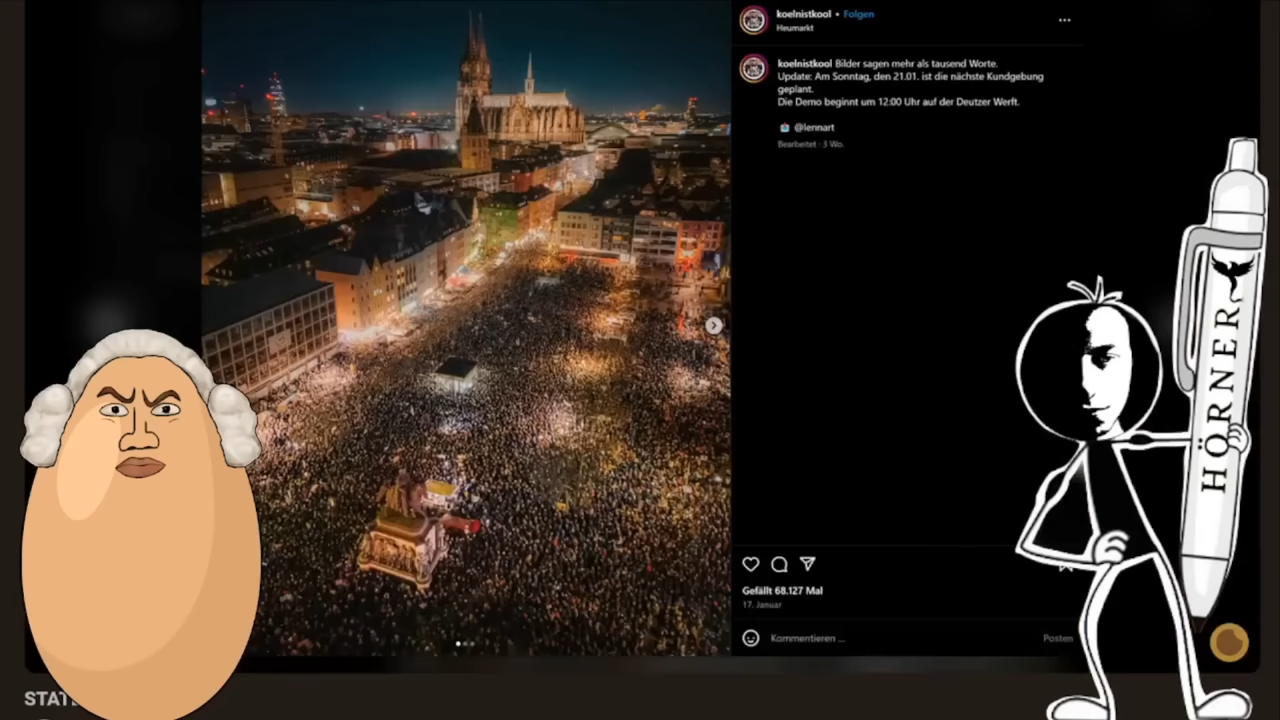 koelnistkool • Folgen
Heumarkt
koelnistkool Bilder sagen mehr als tausend Worte.
Update: Am Sonntag, den 21.01. ist die nächste Kundgebung
geplant.
Die Demo beginnt um 12:00 Uhr auf der Deutzer Werft.
@lennart
Bearbeitet · 3 Wo.
HÖRNER
Gefällt 68.127 Mal
17. Januar
Kommentieren ...
Posten